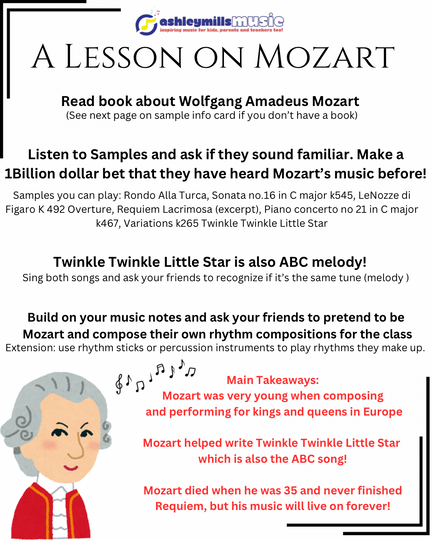 ashleymillsmusic
inspiring music for kids, parents and teachers too!
A Lesson on Mozart
Read book about Wolfgang Amadeus Mozart
(See next page on sample info card if you don't have a book)
Listen to Samples and ask if they sound familiar. Make a
1Billion dollar bet that they have heard Mozart's music before!
Samples you can play: Rondo Alla Turca, Sonata no.16 in C major k545, LeNozze di
Figaro K 492 Overture, Requiem Lacrimosa (excerpt), Piano concerto no 21 in C major
k467, Variations k265 Twinkle Twinkle Little Star
Twinkle Twinkle Little Star is also ABC melody!
Sing both songs and ask your friends to recognize if it's the same tune (melody )
Build on your music notes and ask your friends to pretend to be
Mozart and compose their own rhythm compositions for the class
Extension: use rhythm sticks or percussion instruments to play rhythms they make up.
Main Takeaways:
Mozart was very young when composing
and performing for kings and queens in Europe
Mozart helped write Twinkle Twinkle Little Star
which is also the ABC song!
Mozart died when he was 35 and never finished
Requiem, but his music will live on forever!